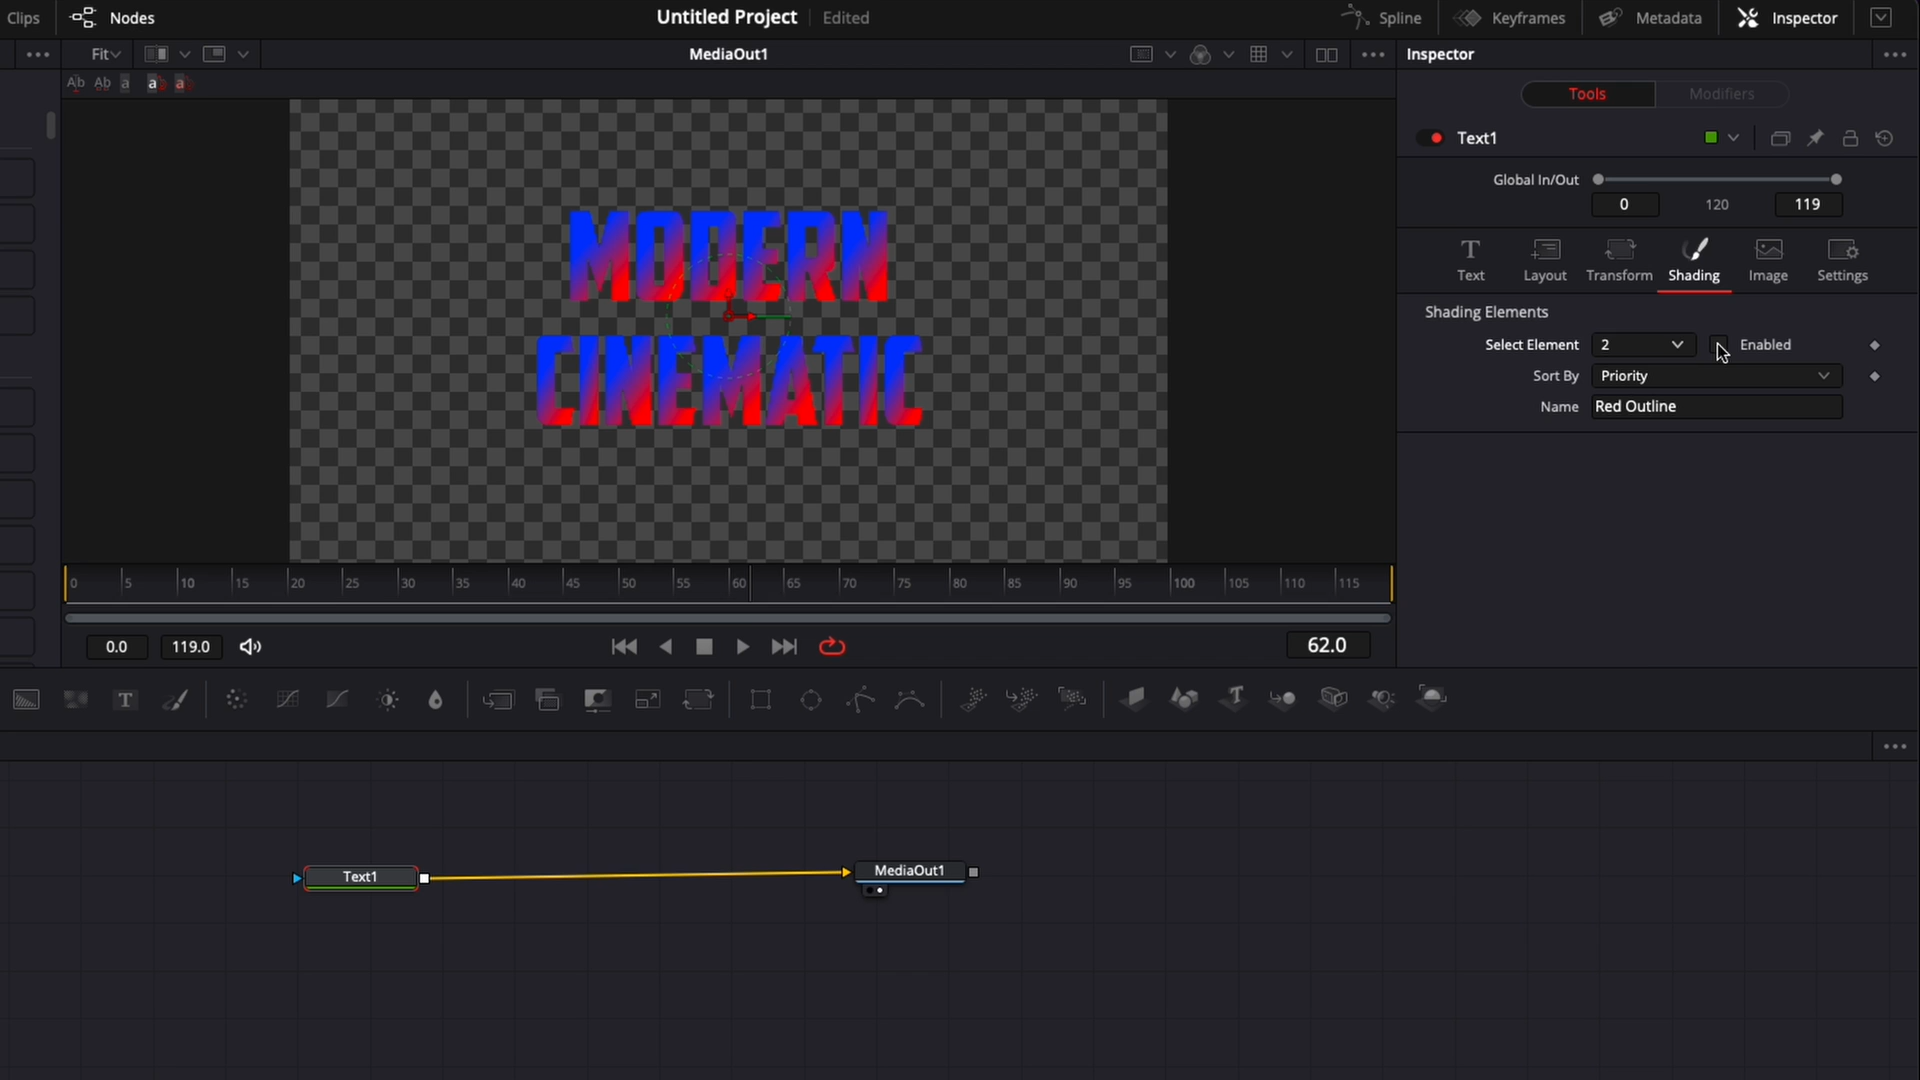 Clips Nodes Untitled Project Edited Spline Keyframes Metadata Inspector
Fit MediaOut1 Inspector
Ab Ab a a a
Tools Modifiers
Text1
Global In/Out
0 120 119
Text Layout Transform Shading Image Settings
Shading Elements
Select Element 2 Enabled
Sort By Priority
Name Red Outline
MODERN
CINEMATIC
0 5 10 15 20 25 30 35 40 45 50 55 60 65 70 75 80 85 90 95 100 105 110 115
0.0 119.0 62.0
T T
Text1 MediaOut1